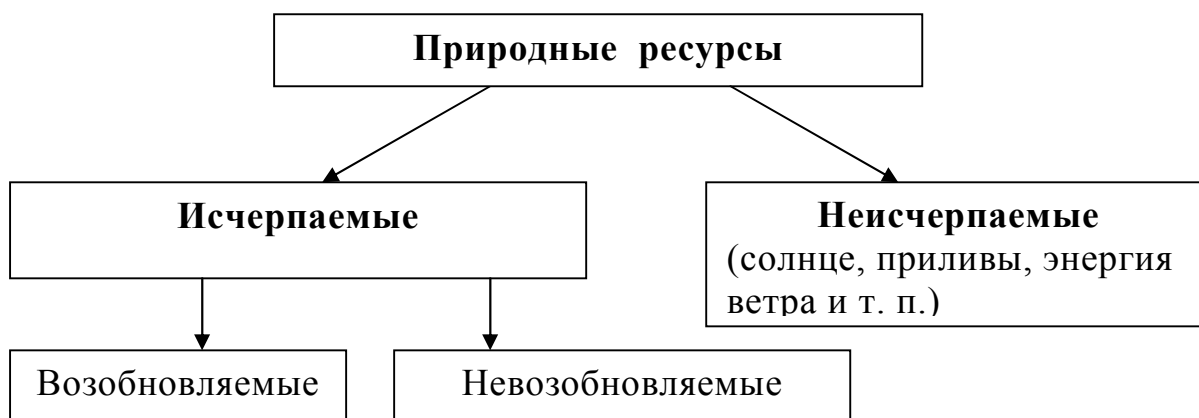 Природные ресурсы
Исчерпаемые
Неисчерпаемые
(солнце, приливы, энергия
ветра и т. п.)
Возобновляемые
Невозобновляемые